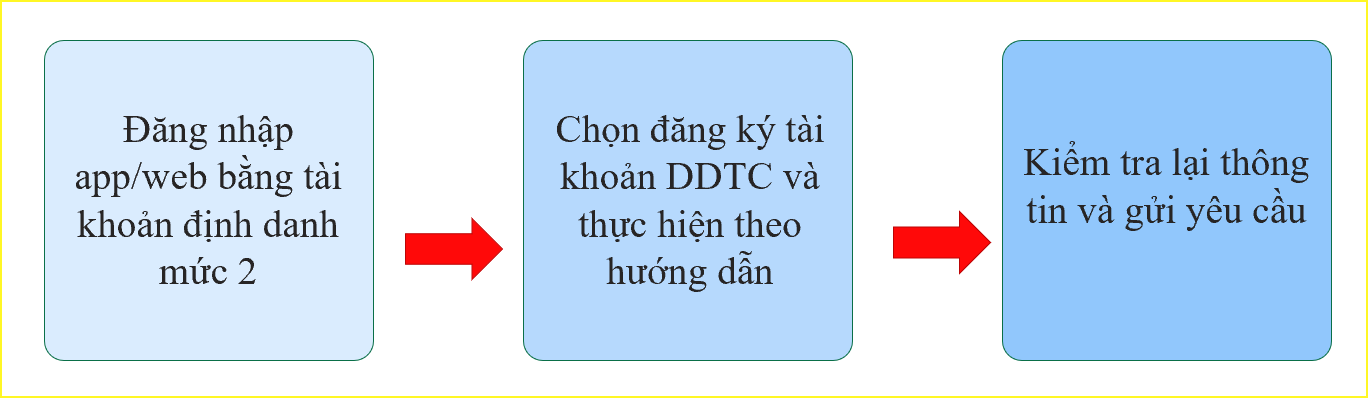 Đăng nhập
app/web bằng tài
khoản định danh
mức 2
Chọn đăng ký tài
khoản DDTC và
thực hiện theo
hướng dẫn
Kiểm tra lại thông
tin và gửi yêu cầu